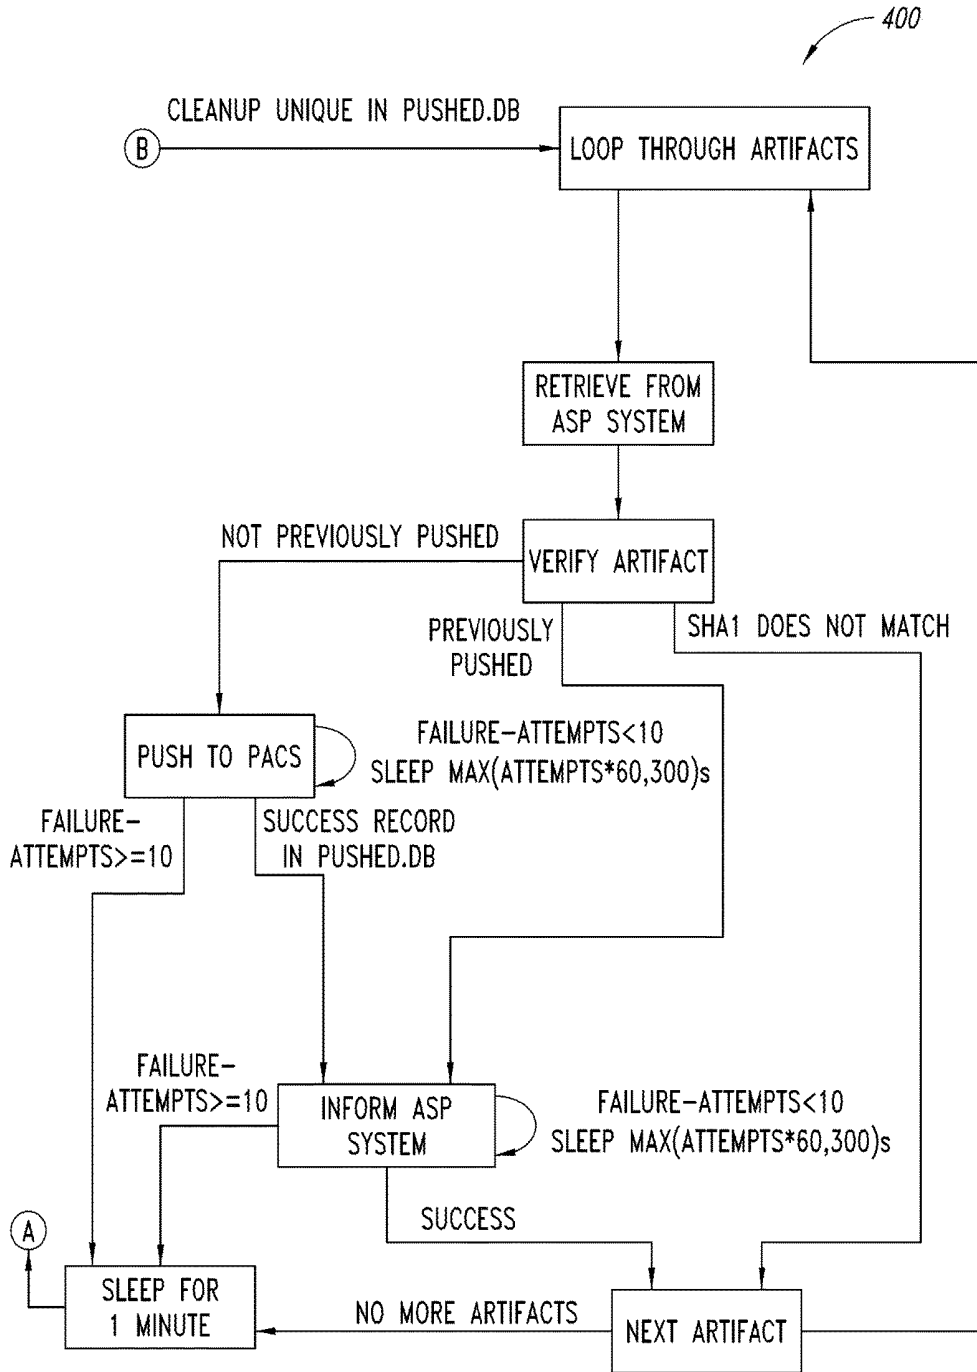 400
CLEANUP UNIQUE IN PUSHED.DB
B
LOOP THROUGH ARTIFACTS
RETRIEVE FROM
ASP SYSTEM
NOT PREVIOUSLY PUSHED
VERIFY ARTIFACT
PREVIOUSLY
PUSHED
SHA1 DOES NOT MATCH
PUSH TO PACS
FAILURE-ATTEMPTS<10
SLEEP MAX(ATTEMPTS*60,300)s
FAILURE-
ATTEMPTS>=10
SUCCESS RECORD
IN PUSHED.DB
FAILURE-
ATTEMPTS>=10
INFORM ASP
SYSTEM
FAILURE-ATTEMPTS<10
SLEEP MAX(ATTEMPTS*60,300)s
SUCCESS
A
SLEEP FOR
1 MINUTE
NO MORE ARTIFACTS
NEXT ARTIFACT